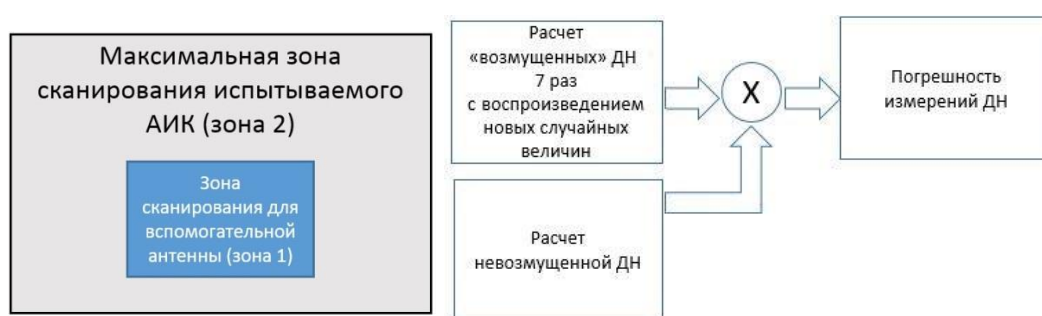 Максимальная зона
сканирования испытываемого
АИК (зона 2)
Зона
сканирования для
вспомогательной
антенны (зона 1)
Расчет
«возмущенных» ДН
7 раз
с воспроизведением
новых случайных
величин
Расчет
невозмущенной ДН
X
Погрешность
измерений ДН